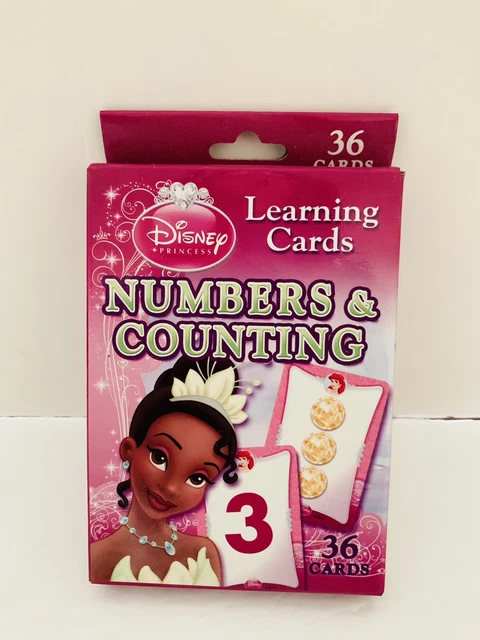 36
CARDS
Disney
PRINCESS
Learning
Cards
NUMBERS &
COUNTING
3
36
CARDS